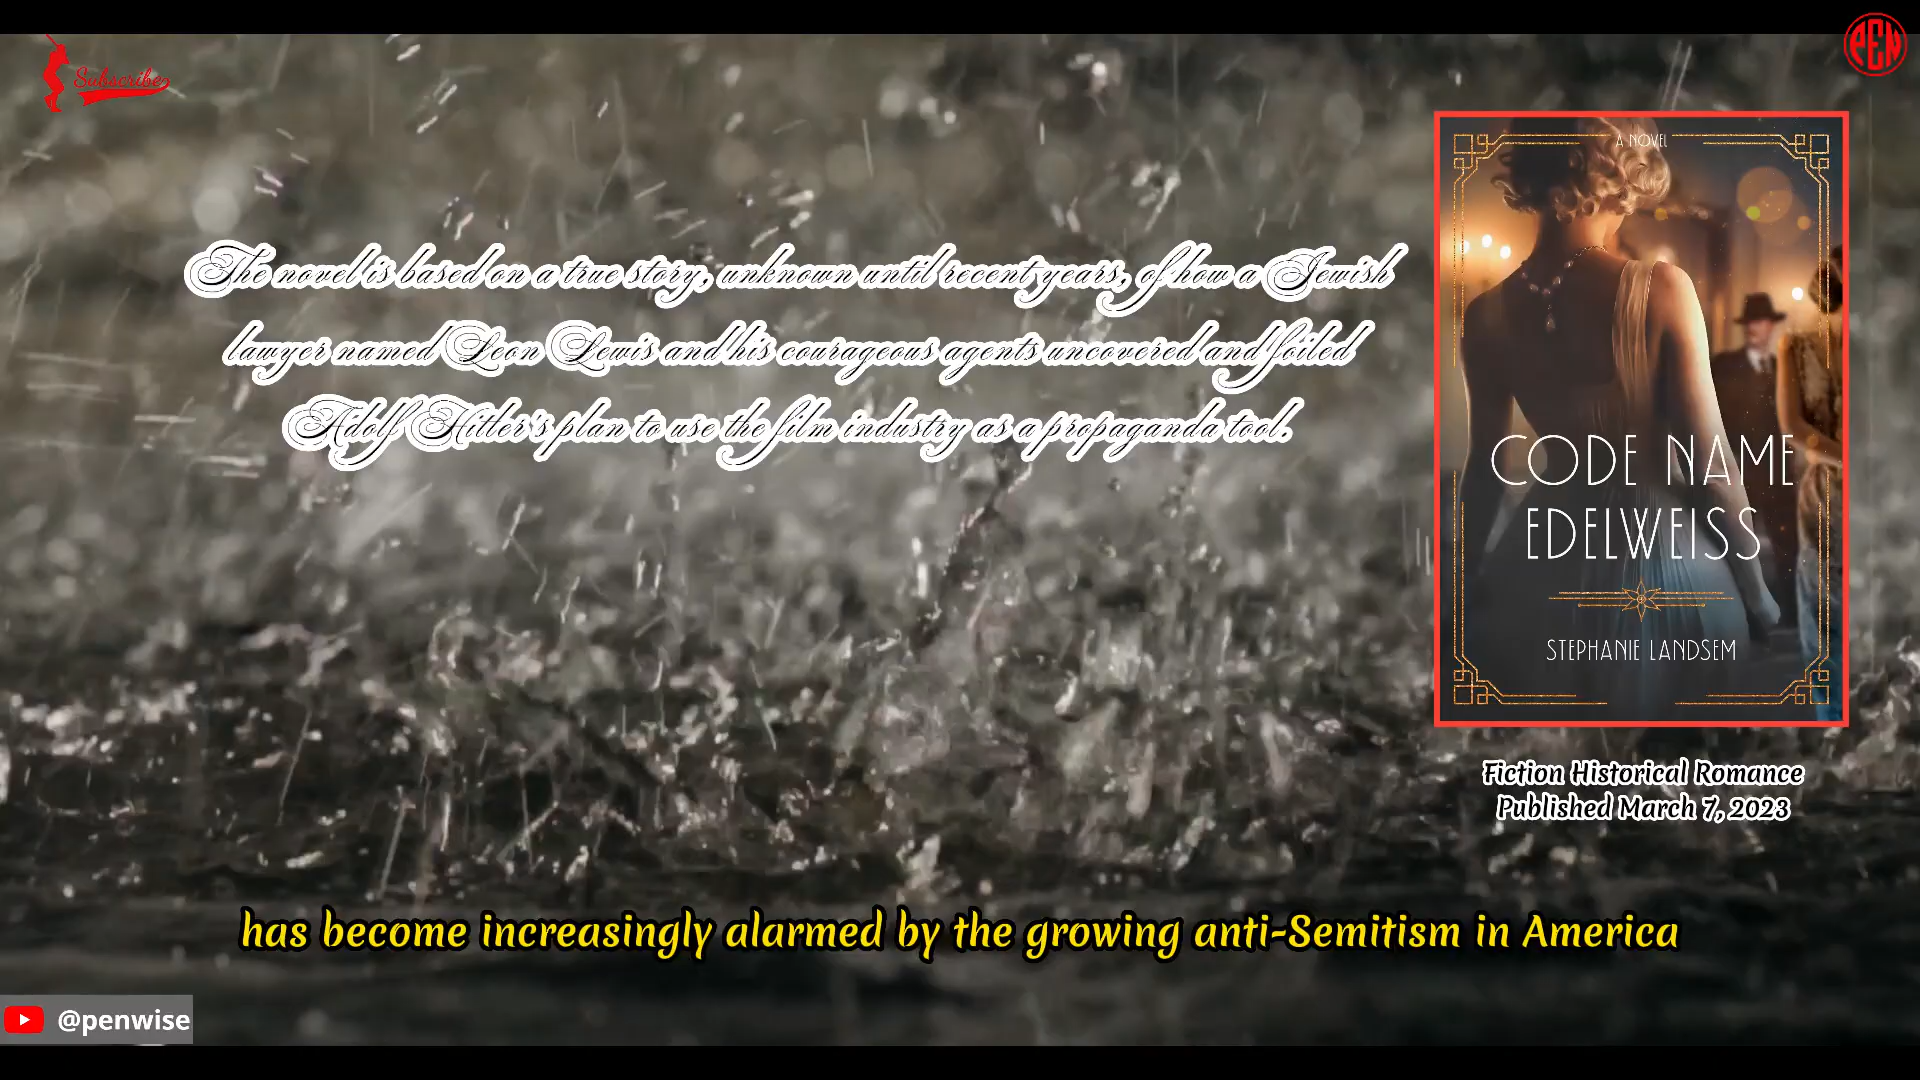 Subscribe
PEN
The novel is based on a true story, unknown until recent years, of how a Jewish
lawyer named Leon Lewis and his courageous agents uncovered and foiled
Adolf Hitler's plan to use the film industry as a propaganda tool.
A NOVEL
CODE NAME
EDELWEISS
STEPHANIE LANDSEM
Fiction Historical Romance
Published March 7, 2023
has become increasingly alarmed by the growing anti-Semitism in America
@penwise